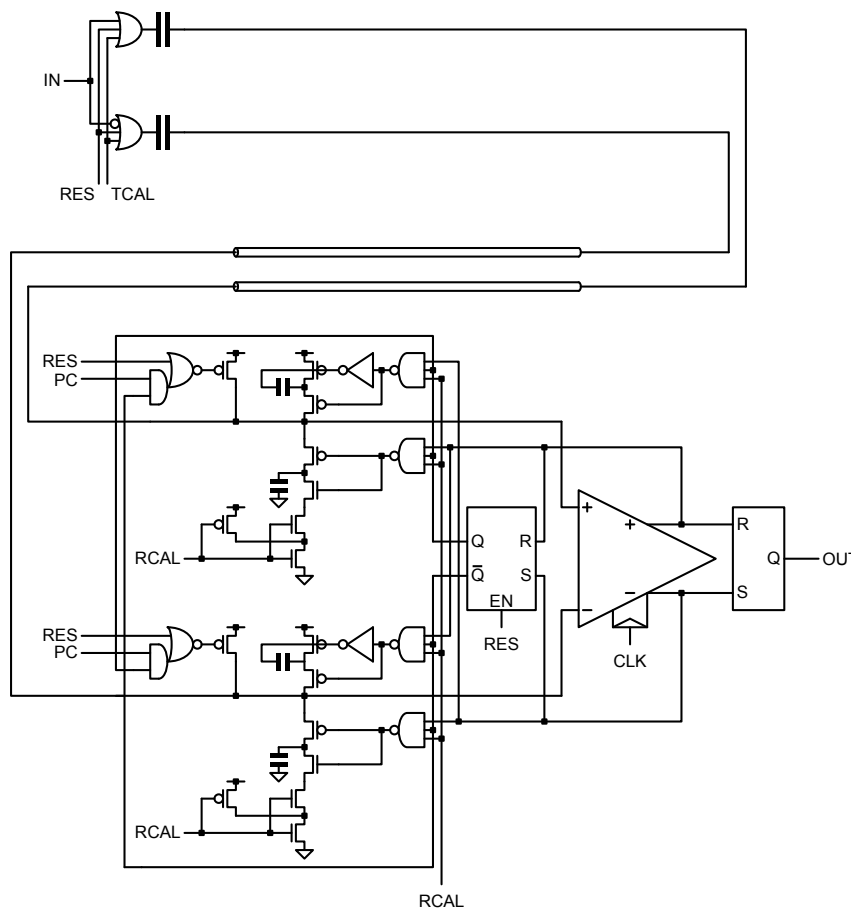 IN
RES TCAL
RES
PC
+
+
R
Q
R
Q
OUT
RCAL
Q̅
S
−
S
EN
−
RES
CLK
RES
PC
RCAL
RCAL